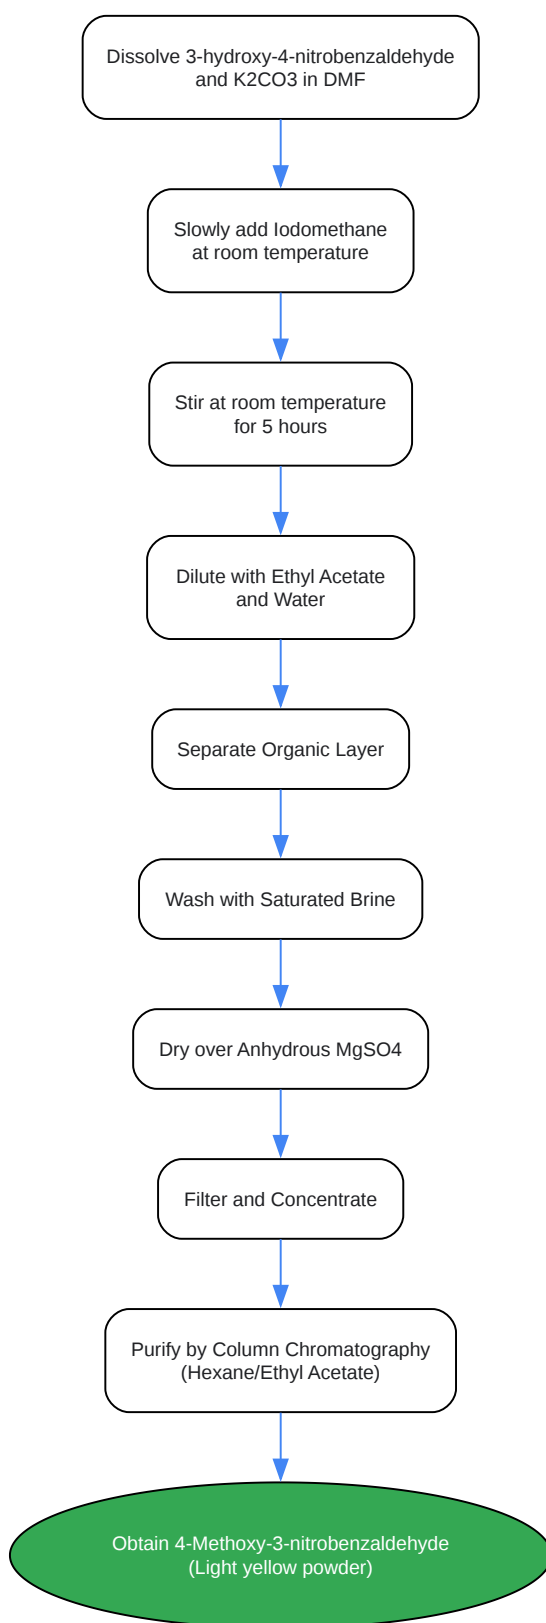 Dissolve 3-hydroxy-4-nitrobenzaldehyde
and K2CO3 in DMF
Slowly add Iodomethane
at room temperature
Stir at room temperature
for 5 hours
Dilute with Ethyl Acetate
and Water
Separate Organic Layer
Wash with Saturated Brine
Dry over Anhydrous MgSO4
Filter and Concentrate
Purify by Column Chromatography
(Hexane/Ethyl Acetate)
Obtain 4-Methoxy-3-nitrobenzaldehyde
(Light yellow powder)